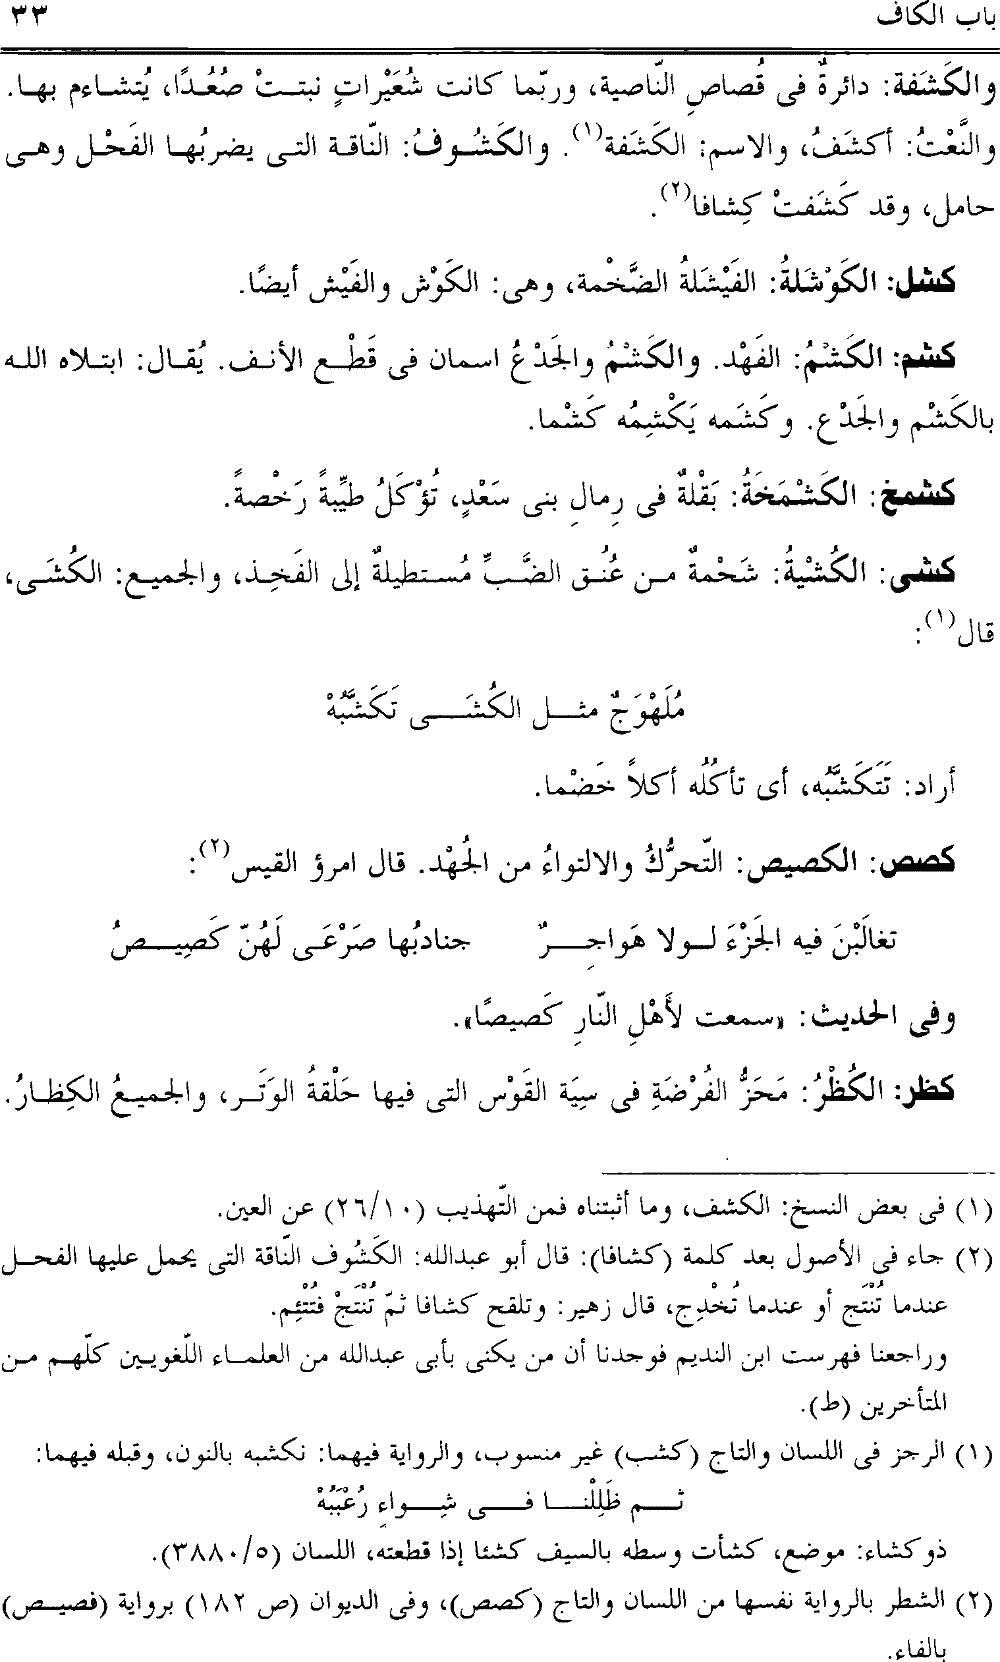 باب الكاف ٣٣
والكَشَفة: دائرةٌ فى قُصاصِ النّاصية، وربّما كانت شُعَيْراتٍ نبتتْ صُعُدًا، يُتشاءم بها.
والنَّعْتُ: أكشَفُ، والاسم: الكَشَفة(١). والكَشُوفُ: النّاقة التى يضربُها الفَحْل وهى
حامل، وقد كَشَفتْ كِشافا(٢).
كشل: الكَوْشَلةُ: الفَيْشَلةُ الضَّخْمة، وهى: الكَوْش والفَيْش أيضًا.
كشم: الكَشْمُ: الفَهْد. والكَشْمُ والجَدْعُ اسمان فى قَطْع الأنف. يُقال: ابتلاه الله
بالكَشْم والجَدْع. وكَشَمه يَكْشِمُه كَشْما.
كشمخ: الكَشْمَخَةُ: بَقْلةٌ فى رِمالِ بنى سَعْدٍ، تُؤْكَلُ طيِّبةً رَخْصةً.
كشى: الكُشْيةُ: شَحْمةٌ من عُنُق الضَّبِّ مُستطيلةٌ إلى الفَخِذ، والجميع: الكُشَى،
قال(١):
مُلَهْوَجٌ مثل الكُشَى تَكَشَّبُهْ
أراد: تَتَكَشَّبُه، أى تأكُلُه أكلاً خَضْما.
كصص: الكصيص: التّحرُّكُ والالتواءُ من الجُهْد. قال امرؤ القيس(٢):
تغالَبْنَ فيه الجَزْءَ لولا هَواجِرٌ جنادبُها صَرْعَى لَهُنّ كَصِيصُ
وفى الحديث: «سمعت لأهْلِ النّارِ كَصيصًا».
كظر: الكُظْرُ: مَحَزُّ الفُرْضَةِ فى سِيَة القَوْس التى فيها حَلْقةُ الوَتَر، والجميعُ الكِظارُ.
(١) فى بعض النسخ: الكشف، وما أثبتناه فمن التّهذيب (٢٦/١٠) عن العين.
(٢) جاء فى الأصول بعد كلمة (كشافا): قال أبو عبدالله: الكَشُوف النّاقة التى يحمل عليها الفحل
عندما تُنْتَج أو عندما تُخْدِج، قال زهير: وتلقح كشافا ثمّ تُنْتَجْ فتُتْئِم.
وراجعنا فهرست ابن النديم فوجدنا أن من يكنى بأبى عبدالله من العلماء اللّغويين كلّهم من
المتأخرين (ط).
(١) الرجز فى اللسان والتاج (كشب) غير منسوب، والرواية فيهما: نكشبه بالنون، وقبله فيهما:
ثم ظَلِلْنا فى شِواءٍ رُعْبَبُهْ
ذو كشاء: موضع، كشأت وسطه بالسيف كشئا إذا قطعته، اللسان (٣٨٨٠/٥).
(٢) الشطر بالرواية نفسها من اللسان والتاج (كصص)، وفى الديوان (ص ١٨٢) برواية (فصيص)
بالفاء.